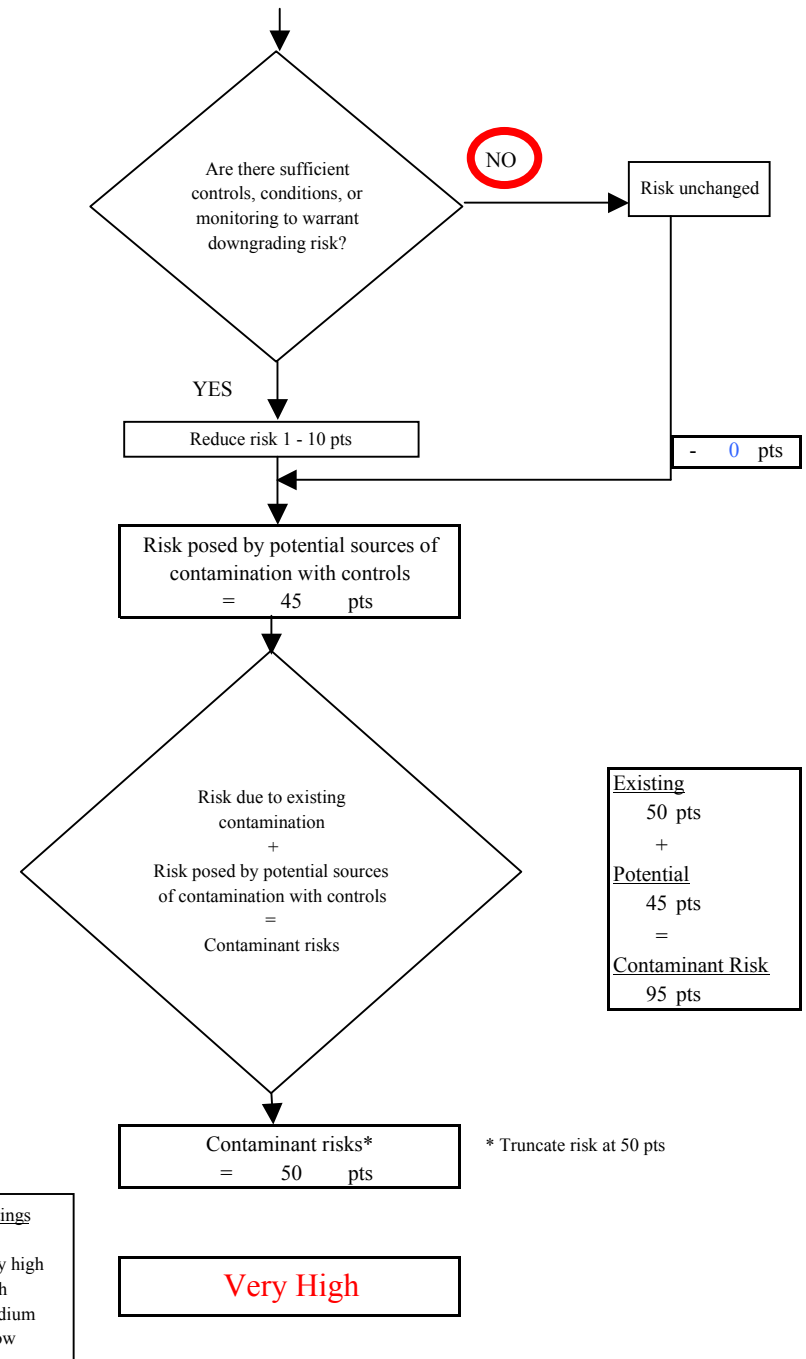 Are there sufficient
controls, conditions, or
monitoring to warrant
downgrading risk?
NO
Risk unchanged
YES
Reduce risk 1 - 10 pts
- 0 pts
Risk posed by potential sources of
contamination with controls
= 45 pts
Risk due to existing
contamination
+
Risk posed by potential sources
of contamination with controls
=
Contaminant risks
Existing
50 pts
+
Potential
45 pts
=
Contaminant Risk
95 pts
Contaminant risks*
= 50 pts
* Truncate risk at 50 pts
high
Very High